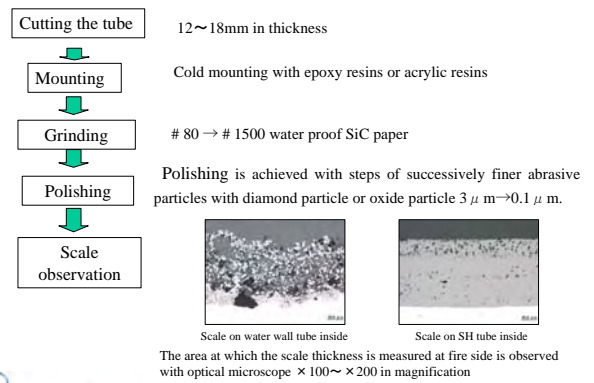 Cutting the tube
12～18mm in thickness
Mounting
Cold mounting with epoxy resins or acrylic resins
Grinding
# 80 → # 1500 water proof SiC paper
Polishing
Polishing is achieved with steps of successively finer abrasive
particles with diamond particle or oxide particle 3 μ m→0.1 μ m.
Scale
observation
Scale on water wall tube inside
Scale on SH tube inside
The area at which the scale thickness is measured at fire side is observed
with optical microscope ×100～×200 in magnification